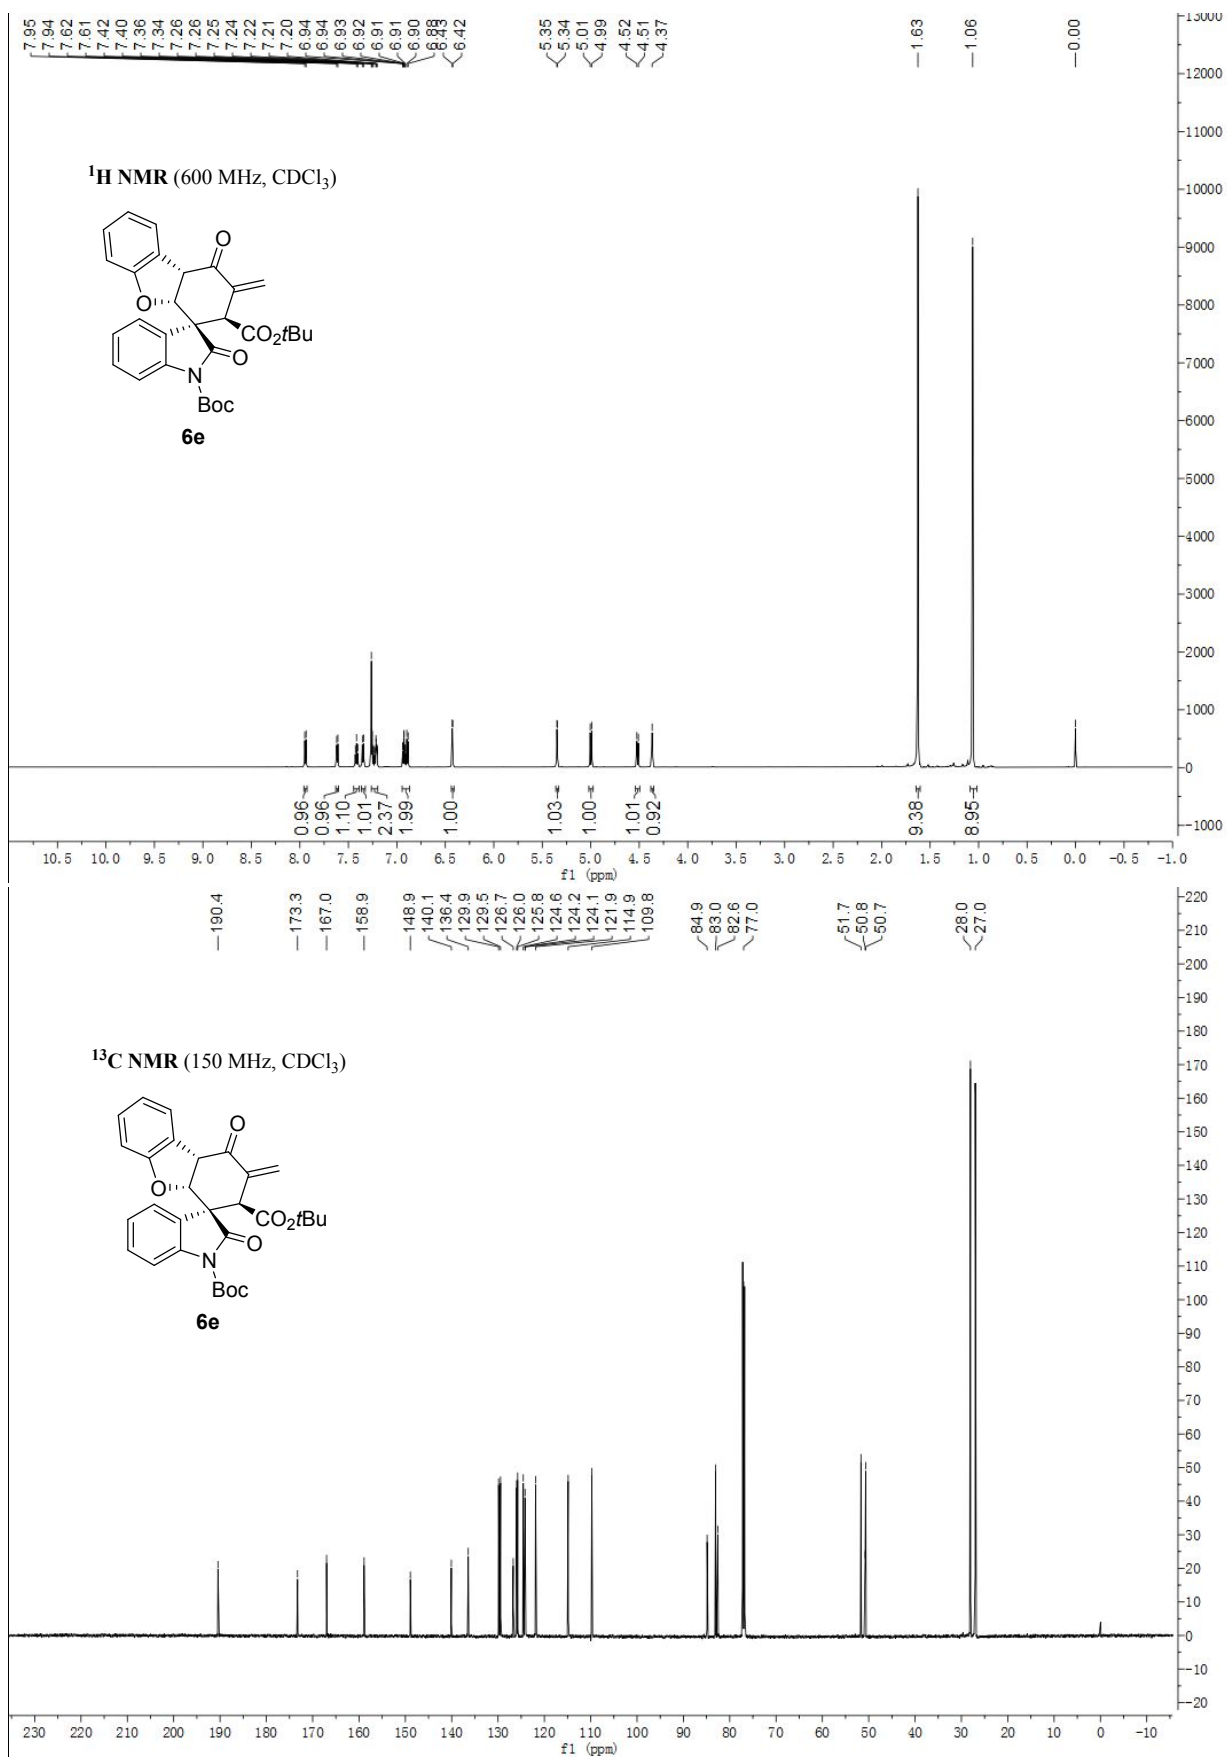 7.95 7.94 7.62 7.61 7.42 7.40 7.36 7.34 7.26 7.26 7.25 7.24 7.22 7.21 7.20 6.94 6.94 6.93 6.92 6.91 6.91 6.90 6.88 6.43 6.42 5.35 5.34 5.01 4.99 4.52 4.51 4.37 1.63 1.06 0.00
13000
12000
11000
¹H NMR (600 MHz, CDCl₃)
10000
O
9000
O
CO₂tBu
8000
O
N
7000
Boc
6e
6000
5000
4000
3000
2000
1000
0
0.96 0.96 1.10 1.01 2.37 1.99 1.00 1.03 1.00 1.01 0.92 9.38 8.95
-1000
10.5 10.0 9.5 9.0 8.5 8.0 7.5 7.0 6.5 6.0 5.5 5.0 4.5 4.0 3.5 3.0 2.5 2.0 1.5 1.0 0.5 0.0 -0.5 -1.0
f1 (ppm)
190.4 173.3 167.0 158.9 148.9 140.1 136.4 129.9 129.5 126.7 126.0 125.8 124.6 124.2 124.1 121.9 114.9 109.8 84.9 83.0 82.6 77.0 51.7 50.8 50.7 28.0 27.0
220
210
200
190
180
¹³C NMR (150 MHz, CDCl₃)
170
160
O
150
140
O
130
CO₂tBu
O
120
N
110
Boc
100
6e
90
80
70
60
50
40
30
20
10
0
-10
-20
230 220 210 200 190 180 170 160 150 140 130 120 110 100 90 80 70 60 50 40 30 20 10 0 -10
f1 (ppm)